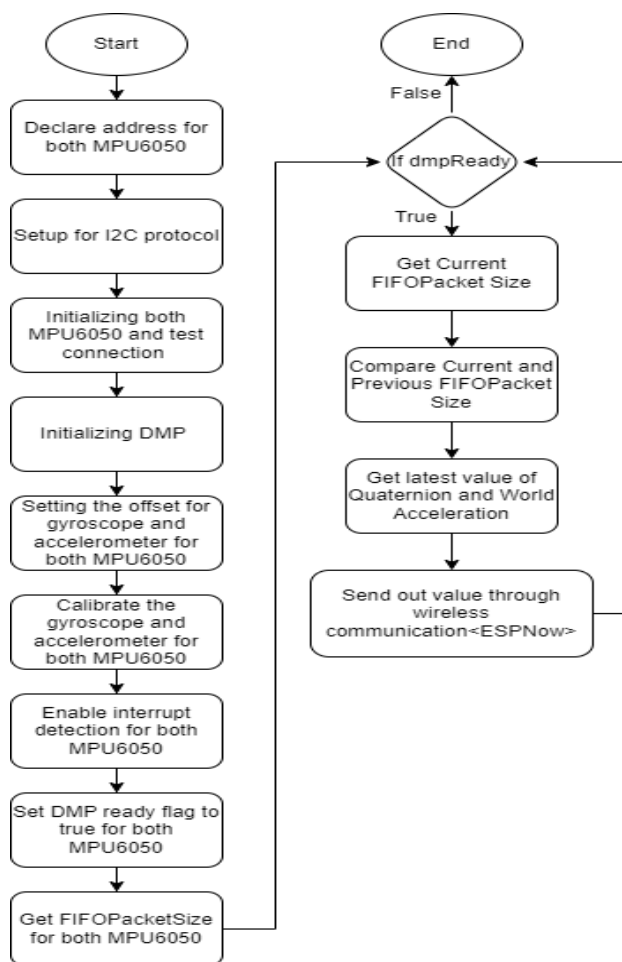 Start
Declare address for
both MPU6050
Setup for I2C protocol
Initializing both
MPU6050 and test
connection
Initializing DMP
Setting the offset for
gyroscope and
accelerometer for
both MPU6050
Calibrate the
gyroscope and
accelerometer for
both MPU6050
Enable interrupt
detection for both
MPU6050
Set DMP ready flag to
true for both
MPU6050
Get FIFOPacketSize
for both MPU6050
End
False
If dmpReady
True
Get Current
FIFOPacket Size
Compare Current and
Previous FIFOPacket
Size
Get latest value of
Quaternion and World
Acceleration
Send out value through
wireless
communication<ESPNow>